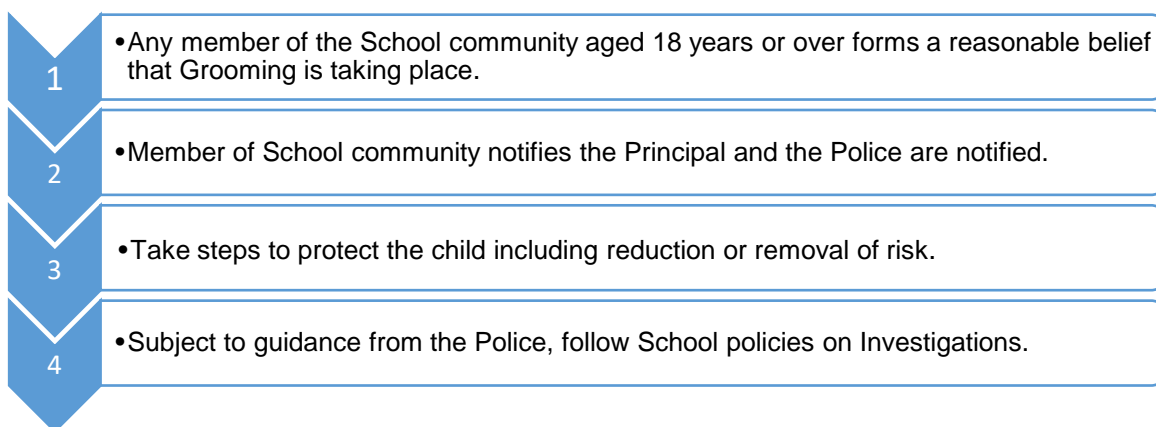 1
•Any member of the School community aged 18 years or over forms a reasonable belief
that Grooming is taking place.
2
•Member of School community notifies the Principal and the Police are notified.
3
•Take steps to protect the child including reduction or removal of risk.
4
•Subject to guidance from the Police, follow School policies on Investigations.